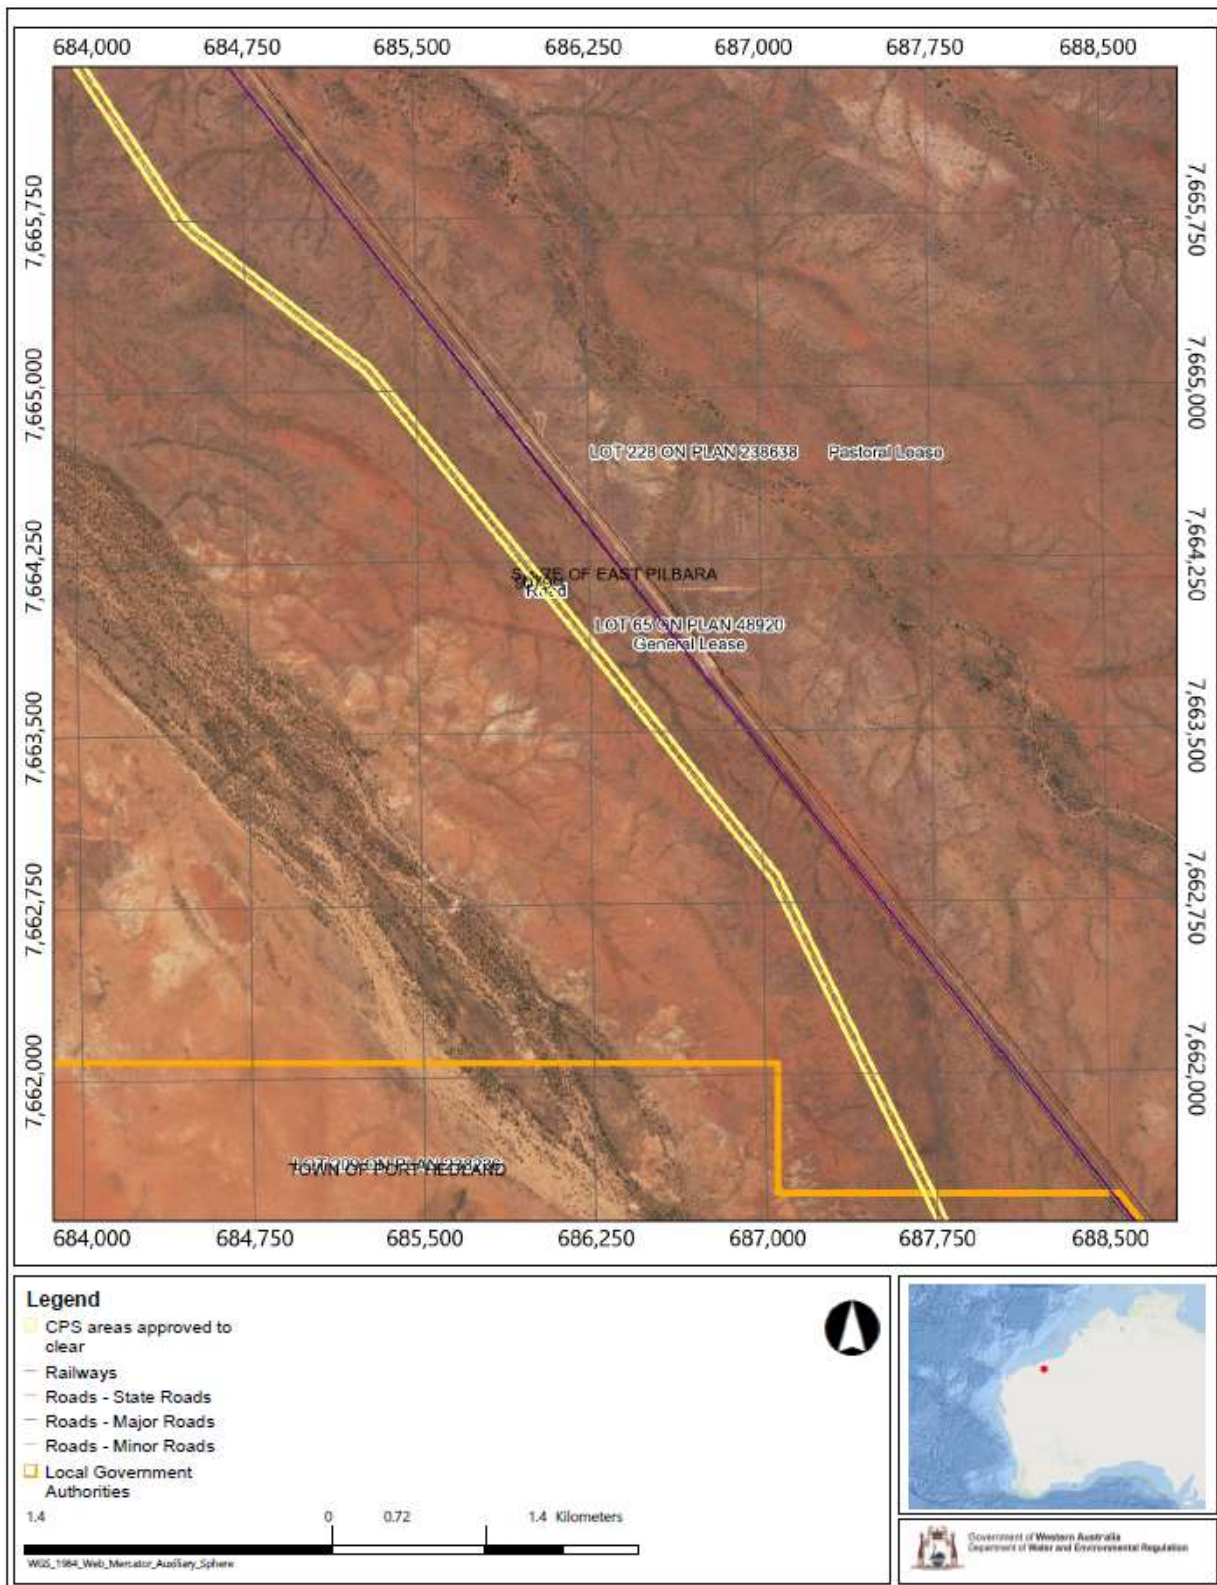 684,000 684,750 685,500 686,250 687,000 687,750 688,500
7,665,750
7,665,000
7,664,250
7,663,500
7,662,750
7,662,000
7,665,750
7,665,000
7,664,250
7,663,500
7,662,750
7,662,000
LOT 228 ON PLAN 238638 Pastoral Lease
OF EAST PILBARA
Road
LOT 65 ON PLAN 48920
General Lease
TOWN OF PORT HEDLAND
684,000 684,750 685,500 686,250 687,000 687,750 688,500
Legend
CPS areas approved to
clear
Railways
Roads - State Roads
Roads - Major Roads
Roads - Minor Roads
Local Government
Authorities
1.4 0 0.72 1.4 Kilometers
WGS_1984_Web_Mercator_Auxiliary_Sphere
Government of Western Australia
Department of Water and Environmental Regulation